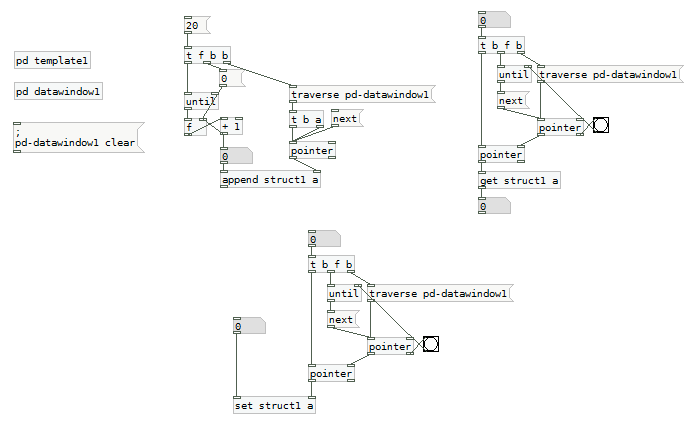 20
t f b b
0
until
f
+ 1
0
append struct1 a
traverse pd-datawindow1
t b a
next
pointer
pd template1
pd datawindow1
;
pd-datawindow1 clear
0
t b f b
until
traverse pd-datawindow1
next
pointer
pointer
get struct1 a
0
0
t b f b
until
traverse pd-datawindow1
next
pointer
0
pointer
set struct1 a